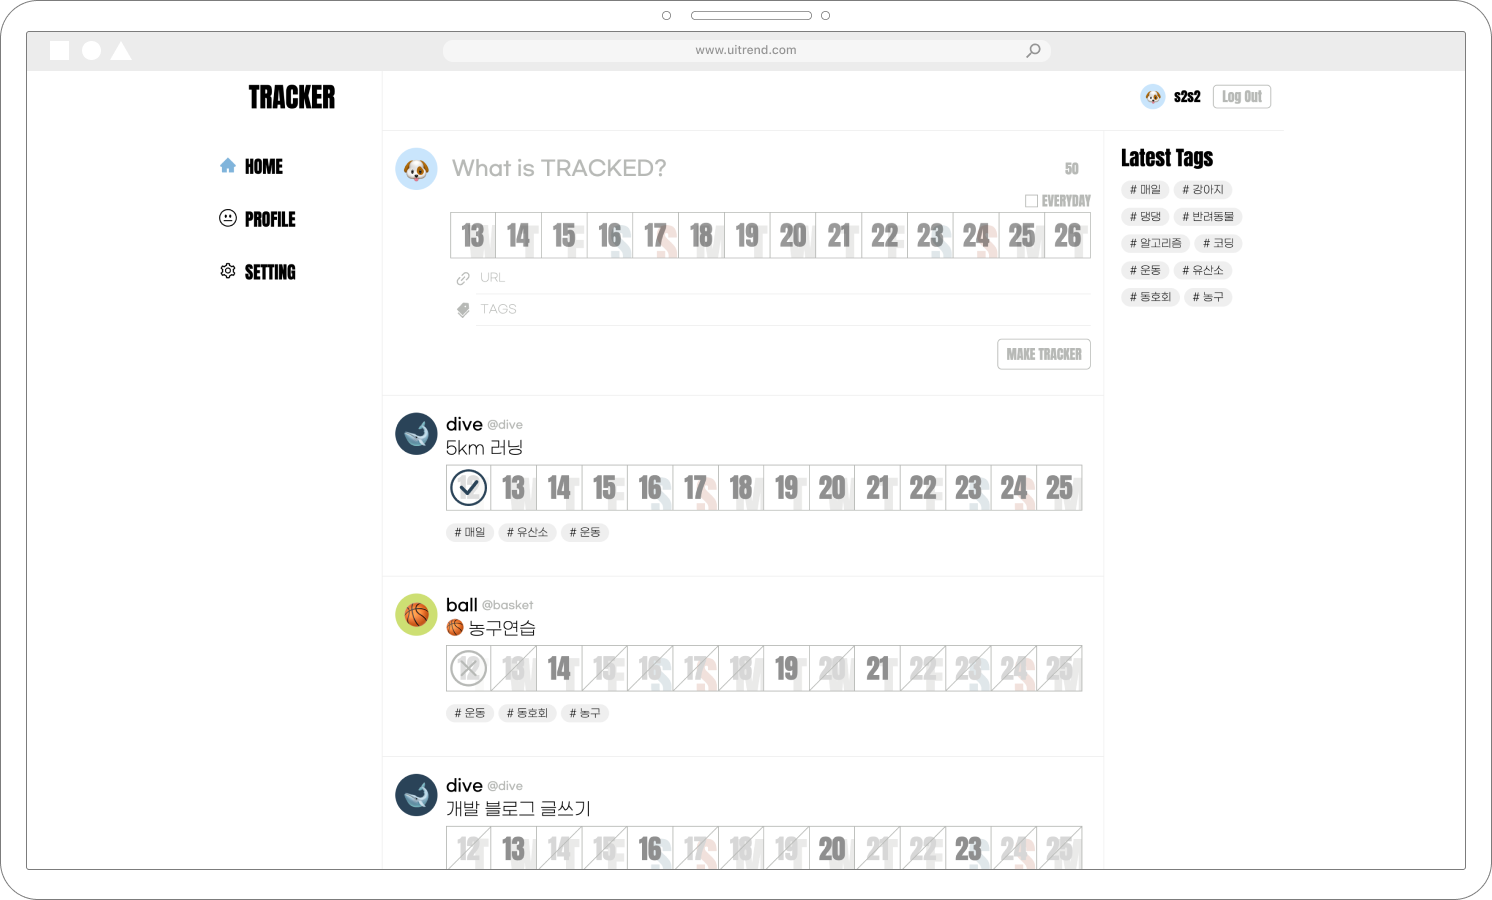 www.uitrend.com
TRACKER
s2s2 Log Out
HOME
PROFILE
SETTING
What is TRACKED? 50
EVERYDAY
13 14 15 16 17 18 19 20 21 22 23 24 25 26
URL
TAGS
MAKE TRACKER
Latest Tags
# 매일 # 강아지
# 댕댕 # 반려동물
# 알고리즘 # 코딩
# 운동 # 유산소
# 동호회 # 농구
dive @dive
5km 러닝
12 13 14 15 16 17 18 19 20 21 22 23 24 25
# 매일 # 유산소 # 운동
ball @basket
농구연습
12 13 14 15 16 17 18 19 20 21 22 23 24 25
# 운동 # 동호회 # 농구
dive @dive
개발 블로그 글쓰기
12 13 14 15 16 17 18 19 20 21 22 23 24 25